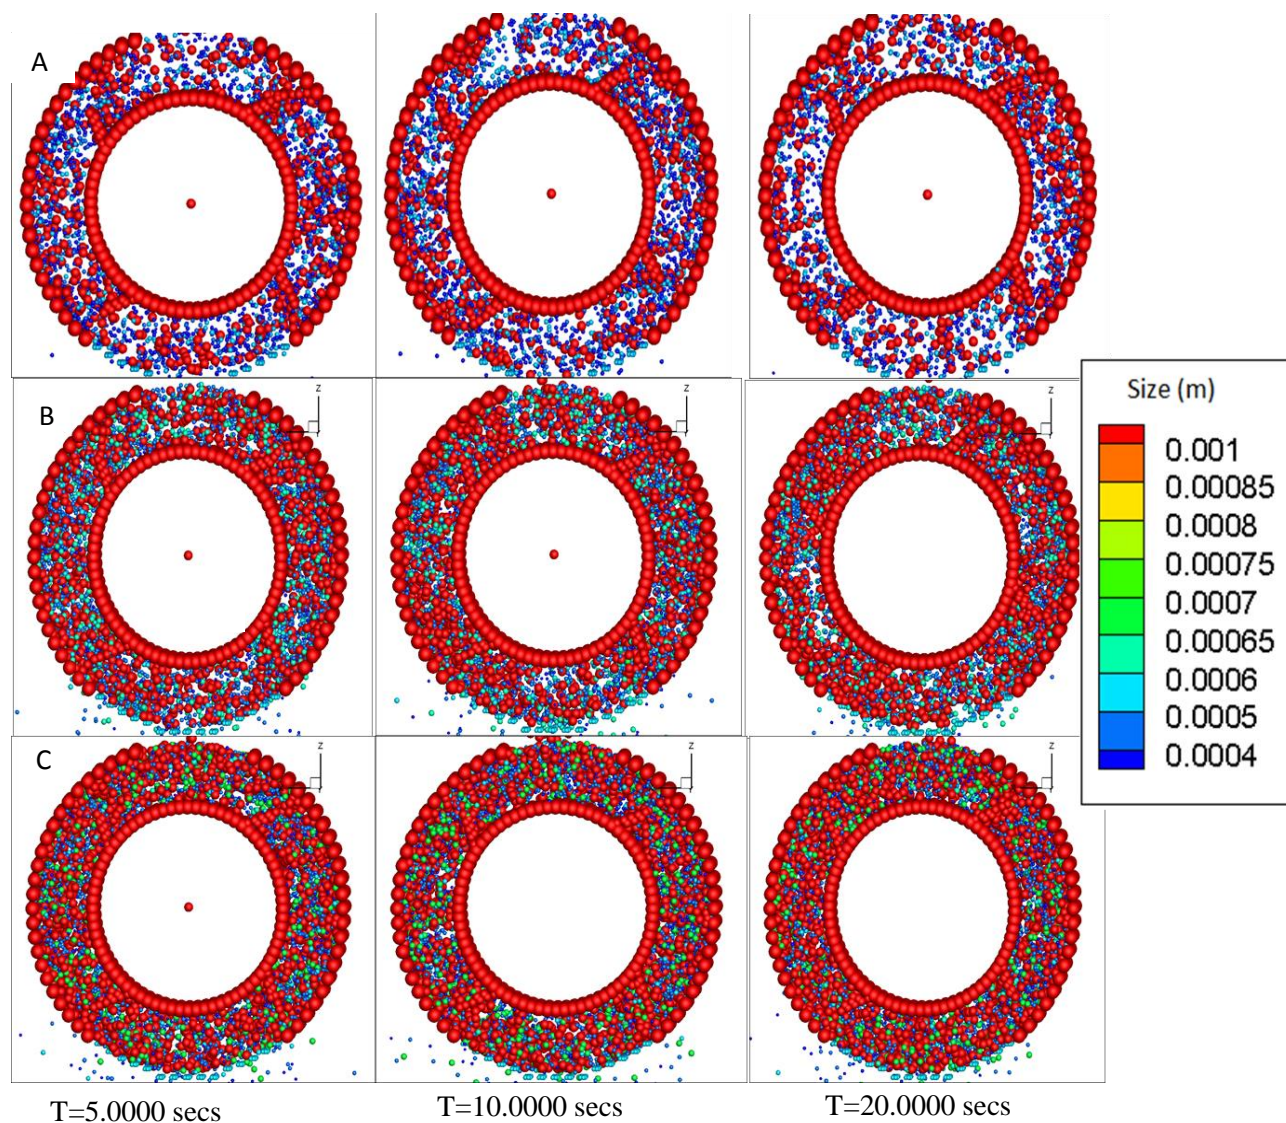 A
B
z
z
z
C
z
z
z
Size (m)
0.001
0.00085
0.0008
0.00075
0.0007
0.00065
0.0006
0.0005
0.0004
T=5.0000 secs
T=10.0000 secs
T=20.0000 secs